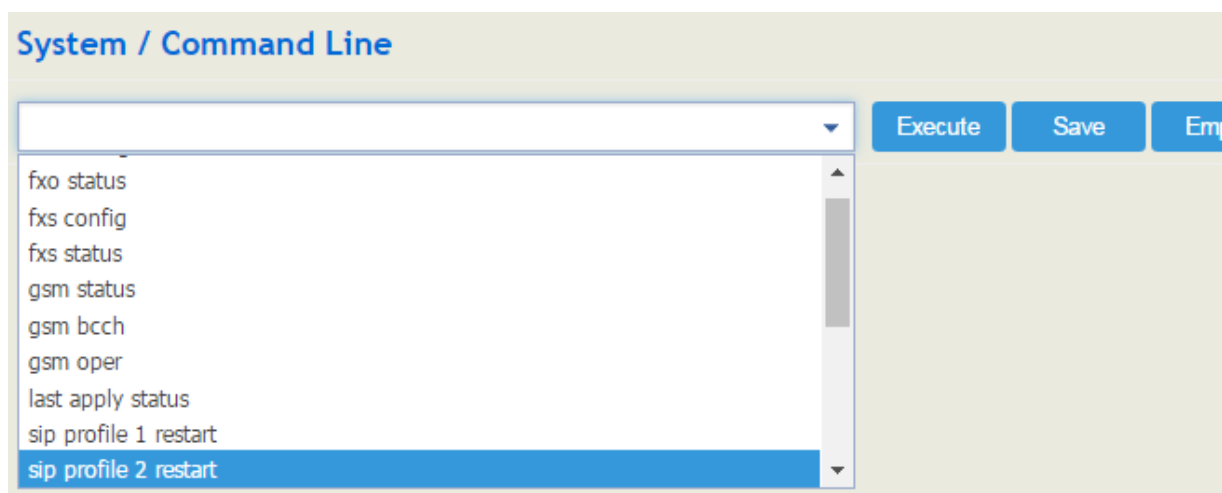 System / Command Line
Execute Save
fxo status
fxs config
fxs status
gsm status
gsm bcch
gsm oper
last apply status
sip profile 1 restart
sip profile 2 restart